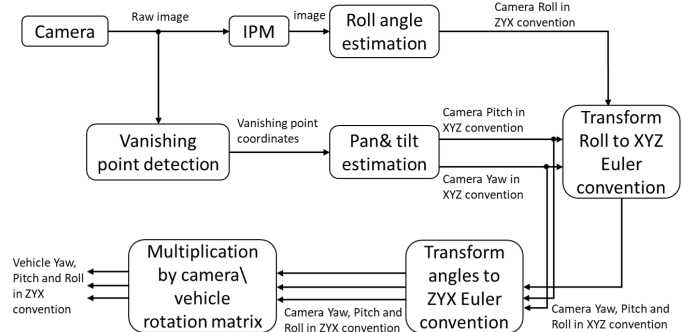 Camera
Raw image
IPM
image
Roll angle
estimation
Camera Roll in
ZYX convention
Vanishing
point detection
Vanishing point
coordinates
Pan& tilt
estimation
Camera Pitch in
XYZ convention
Camera Yaw in
XYZ convention
Transform
Roll to XYZ
Euler
convention
Vehicle Yaw,
Pitch and Roll
in ZYX
convention
Multiplication
by camera\
vehicle
rotation matrix
Camera Yaw, Pitch and
Roll in ZYX convention
Transform
angles to
ZYX Euler
convention
Camera Yaw, Pitch and
Roll in XYZ convention